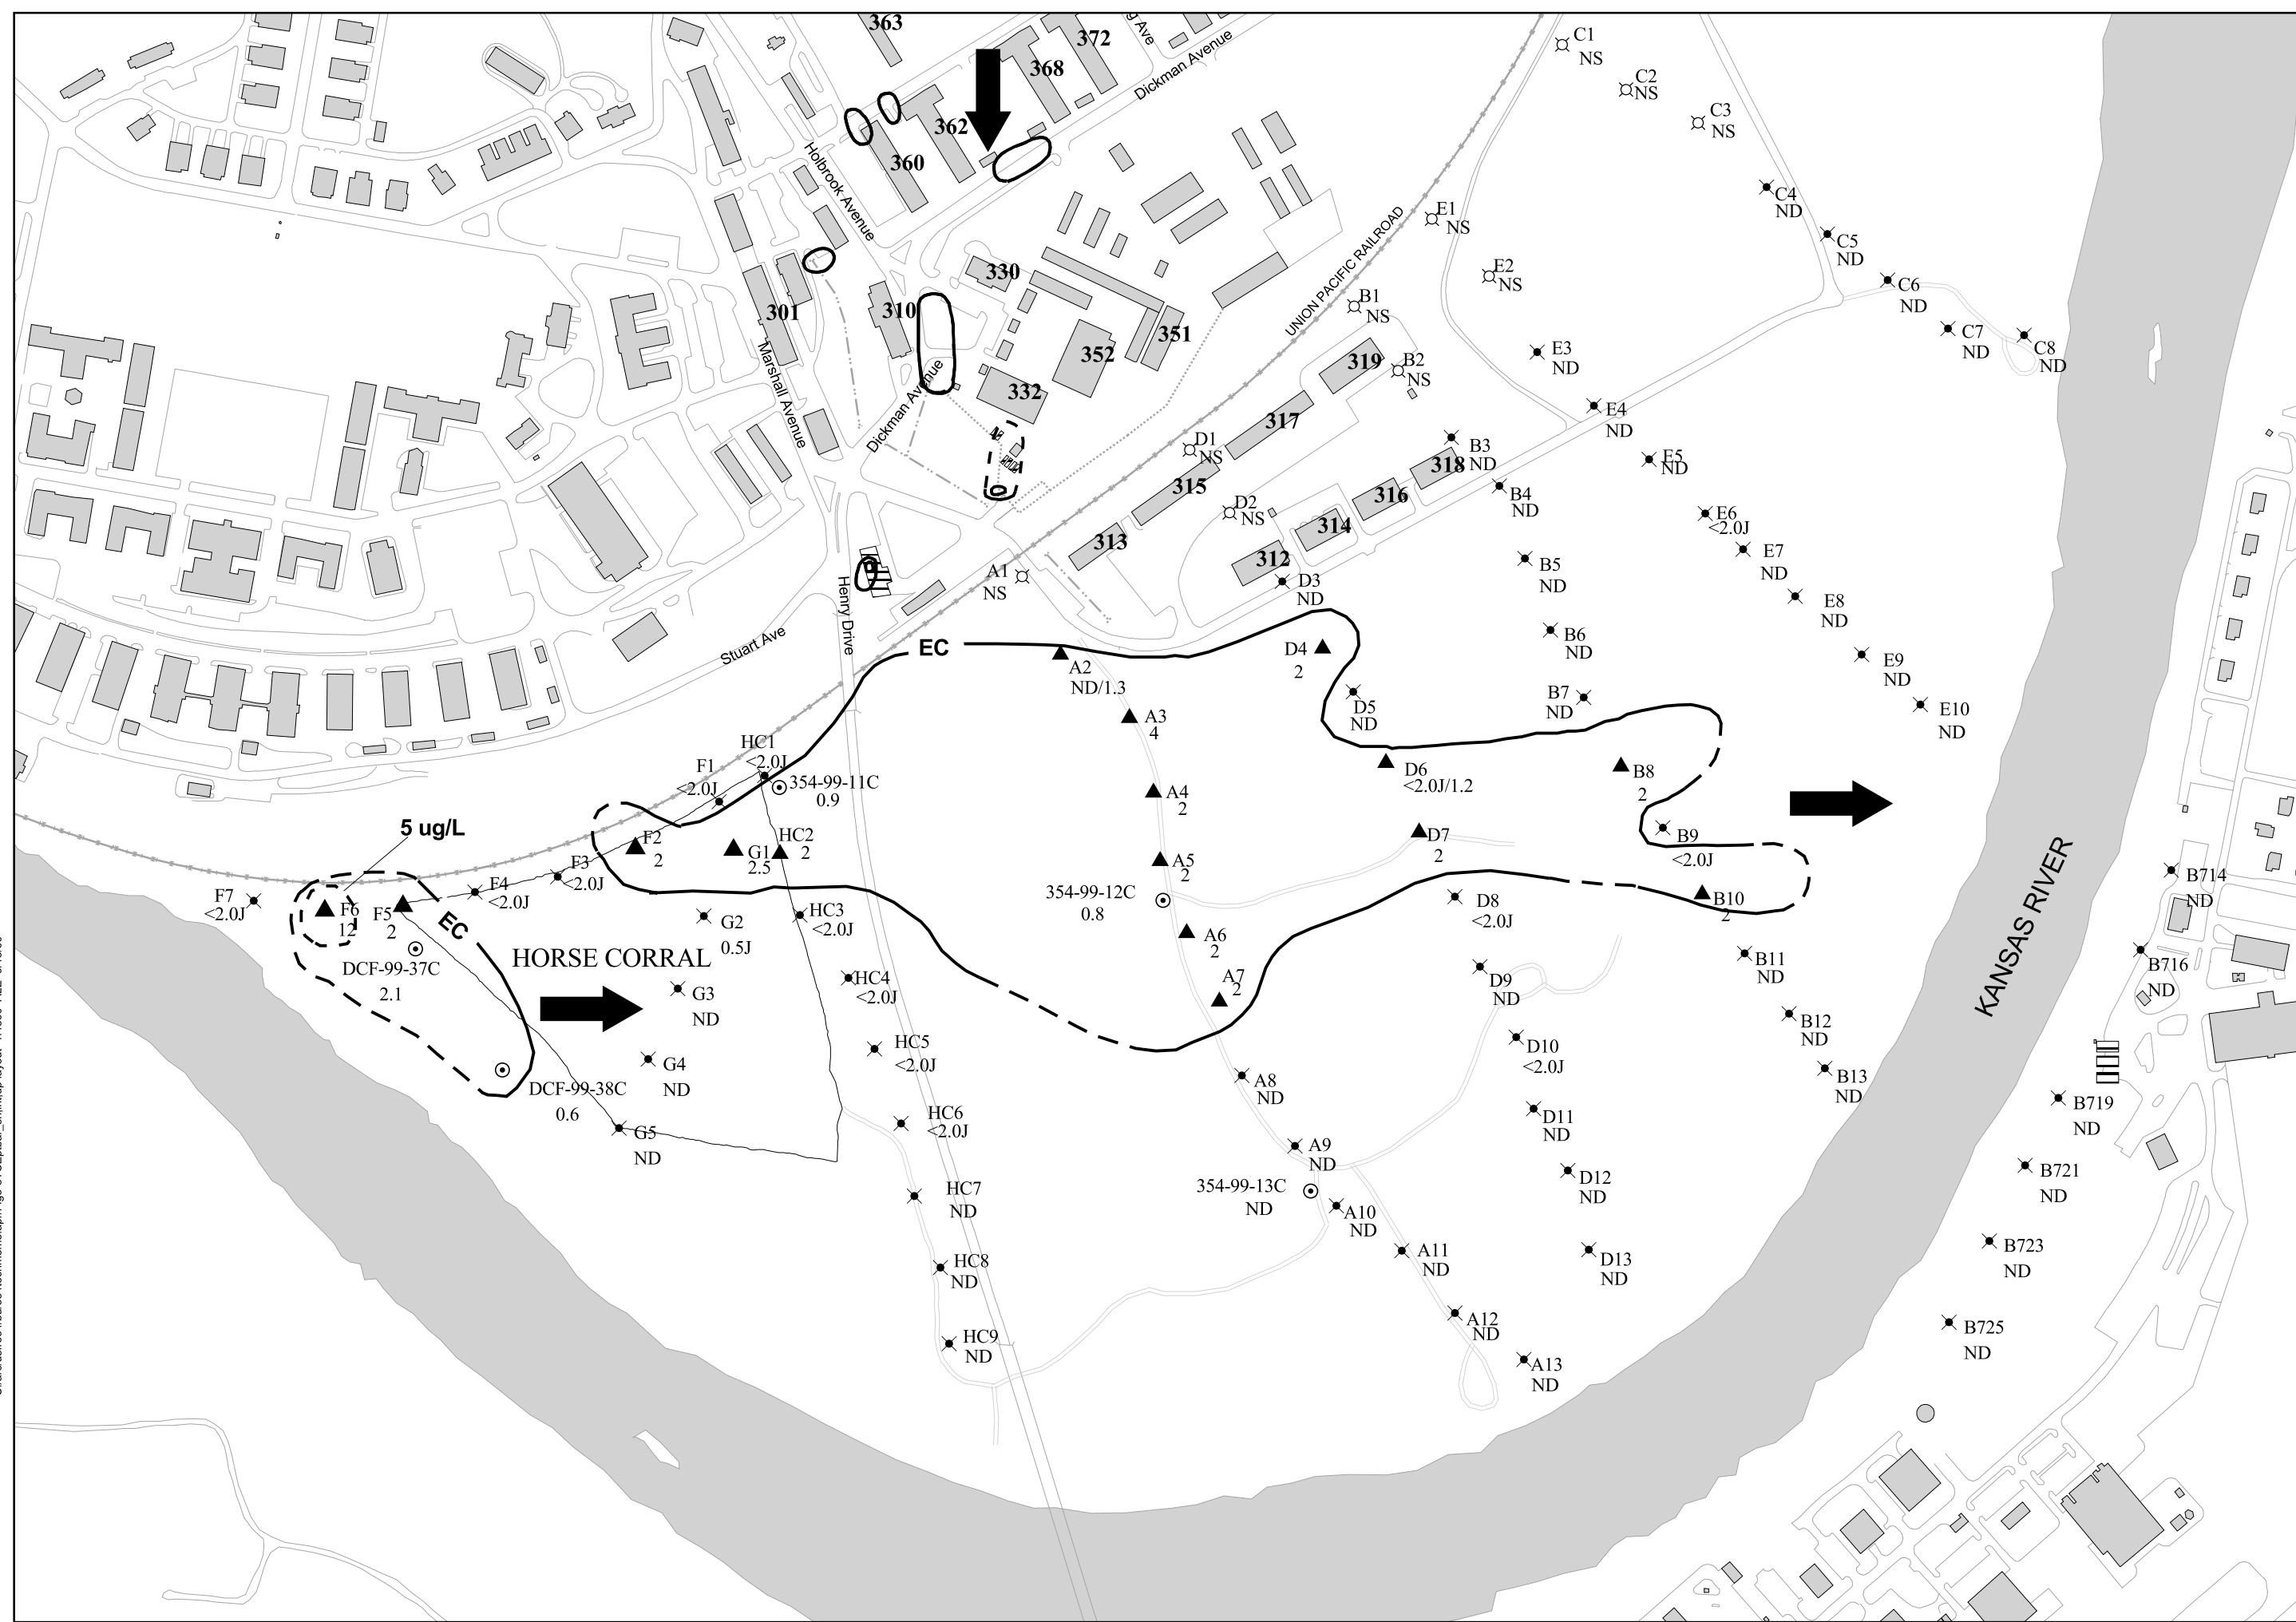 363
372
g Ave
368
Dickman Avenue
362
360
Holbrook Avenue
C1
NS
C2
NS
C3
NS
C4
ND
C5
ND
C6
ND
C7
ND
C8
ND
E1
NS
E2
NS
E3
ND
E4
ND
E5
ND
E6
<2.0J
E7
ND
E8
ND
E9
ND
E10
ND
UNION PACIFIC RAILROAD
B1
NS
B2
NS
B3
ND
B4
ND
B5
ND
B6
ND
B7
ND
B8
2
B9
<2.0J
B10
2
B11
ND
B12
ND
B13
ND
301
310
330
332
352
351
319
317
318
315
316
314
313
312
Marshall Avenue
Dickman Avenue
Henry Drive
Stuart Ave
D1
NS
D2
NS
D3
ND
D4
2
D5
ND
D6
<2.0J/1.2
D7
2
D8
<2.0J
D9
ND
D10
<2.0J
D11
ND
D12
ND
D13
ND
EC
A1
NS
A2
ND/1.3
A3
4
A4
2
A5
2
A6
2
A7
2
A8
ND
A9
ND
A10
ND
A11
ND
A12
ND
A13
ND
354-99-11C
0.9
354-99-12C
0.8
354-99-13C
ND
HC1
<2.0J
HC2
2
HC3
<2.0J
HC4
<2.0J
HC5
<2.0J
HC6
<2.0J
HC7
ND
HC8
ND
HC9
ND
F1
<2.0J
F2
2
F3
<2.0J
F4
<2.0J
F5
2
F6
12
F7
<2.0J
5 ug/L
EC
G1
2.5
G2
0.5J
G3
ND
G4
ND
G5
ND
HORSE CORRAL
DCF-99-37C
2.1
DCF-99-38C
0.6
KANSAS RIVER
B714
ND
B716
ND
B719
ND
B721
ND
B723
ND
B725
ND